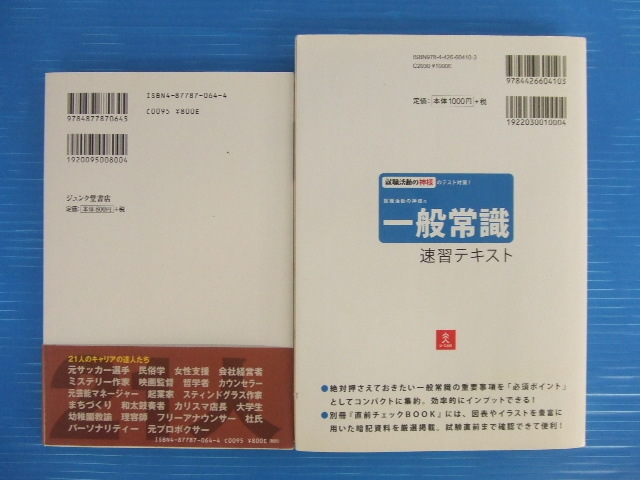 ISBN4-87787-064-4
9784877870645
C0095 ¥800E
1920095008004
ジュンク堂書店
定価:本体800円+税
21人のキャリアの達人たち
元サッカー選手 民俗学 女性支援 会社経営者
ミステリー作家 映画監督 哲学者 カウンセラー
元芸能マネージャー 起業家 スティンドグラス作家
まちづくり 和太鼓奏者 カリスマ店長 大学生
幼稚園教諭 理容師 フリーアナウンサー 杜氏
パーソナリティー 元プロボクサー
ISBN4-87787-064-4 C0095 ¥800E
ISBN978-4-426-60410-3
C2030 ¥1000E
9784426604103
定価:本体1000円+税
1922030010004
就職活動の神様のテスト対策!
就職活動の神様の
一般常識
速習テキスト
U-CAN
●絶対押さえておきたい一般常識の重要事項を「必須ポイント」
としてコンパクトに集約。効率的にインプットできる!
●別冊『直前チェックBOOK』には、図表やイラストを豊富に
用いた暗記資料を厳選掲載。試験直前まで確認できて便利!